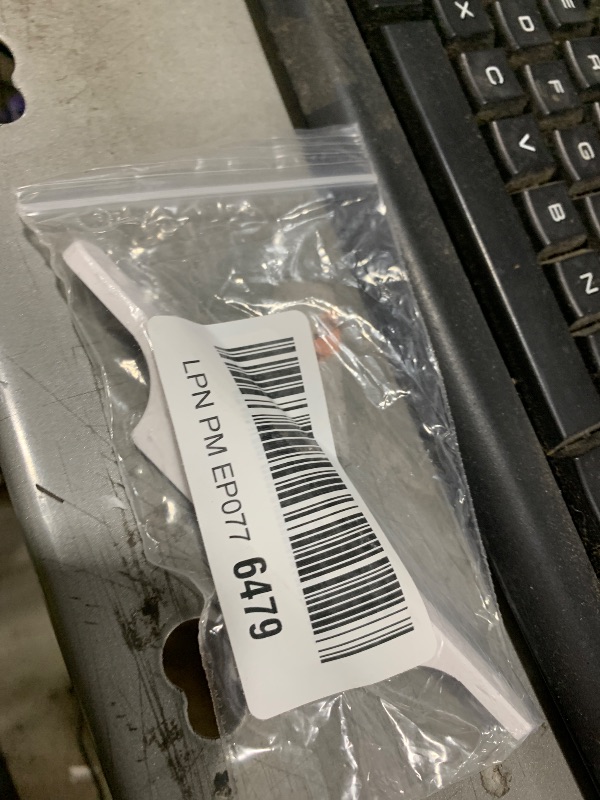 LPN PM EP077 6479
X D E
C F R
V G
B
N